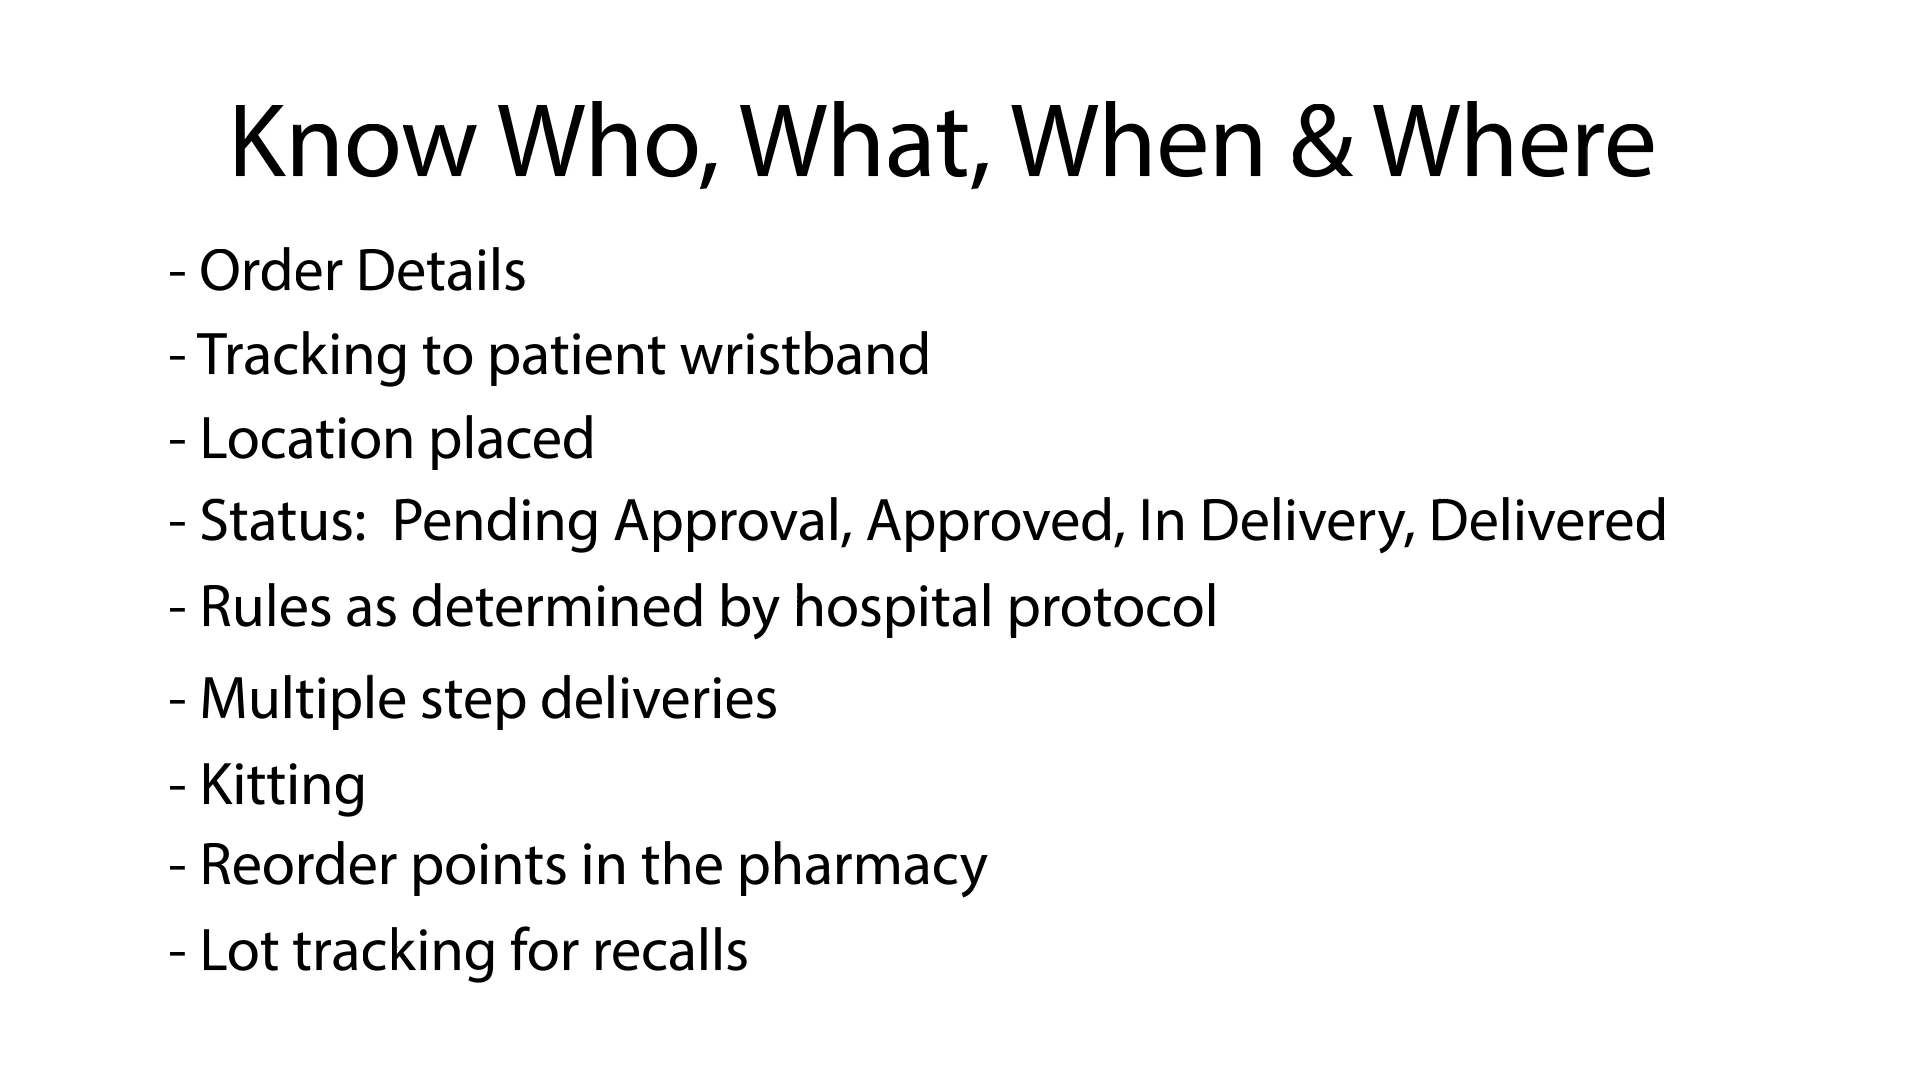 Know Who, What, When & Where
- Order Details
- Tracking to patient wristband
- Location placed
- Status:  Pending Approval, Approved, In Delivery, Delivered
- Rules as determined by hospital protocol
- Multiple step deliveries
- Kitting
- Reorder points in the pharmacy
- Lot tracking for recalls